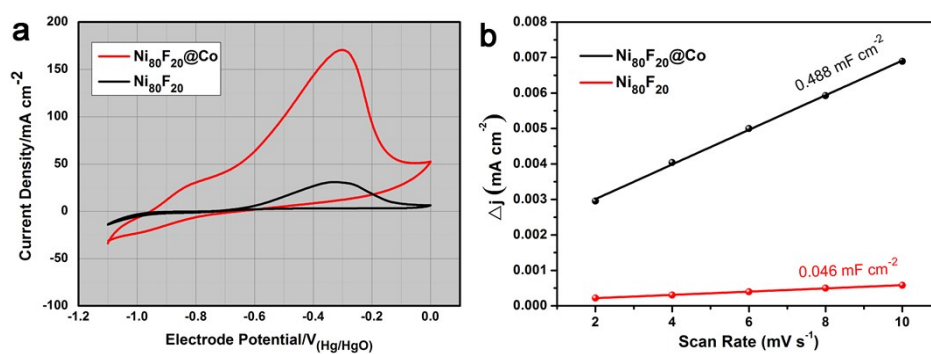 a
200
150
100
50
0
-50
-100
Current Density/mA cm⁻²
Ni₈₀F₂₀@Co
Ni₈₀F₂₀
-1.2 -1.0 -0.8 -0.6 -0.4 -0.2 0.0
Electrode Potential/V(Hg/HgO)
b
0.008
0.007
0.006
0.005
0.004
0.003
0.002
0.001
0.000
△j (mA cm⁻²)
Ni₈₀F₂₀@Co
Ni₈₀F₂₀
0.488 mF cm⁻²
0.046 mF cm⁻²
2 4 6 8 10
Scan Rate (mV s⁻¹)